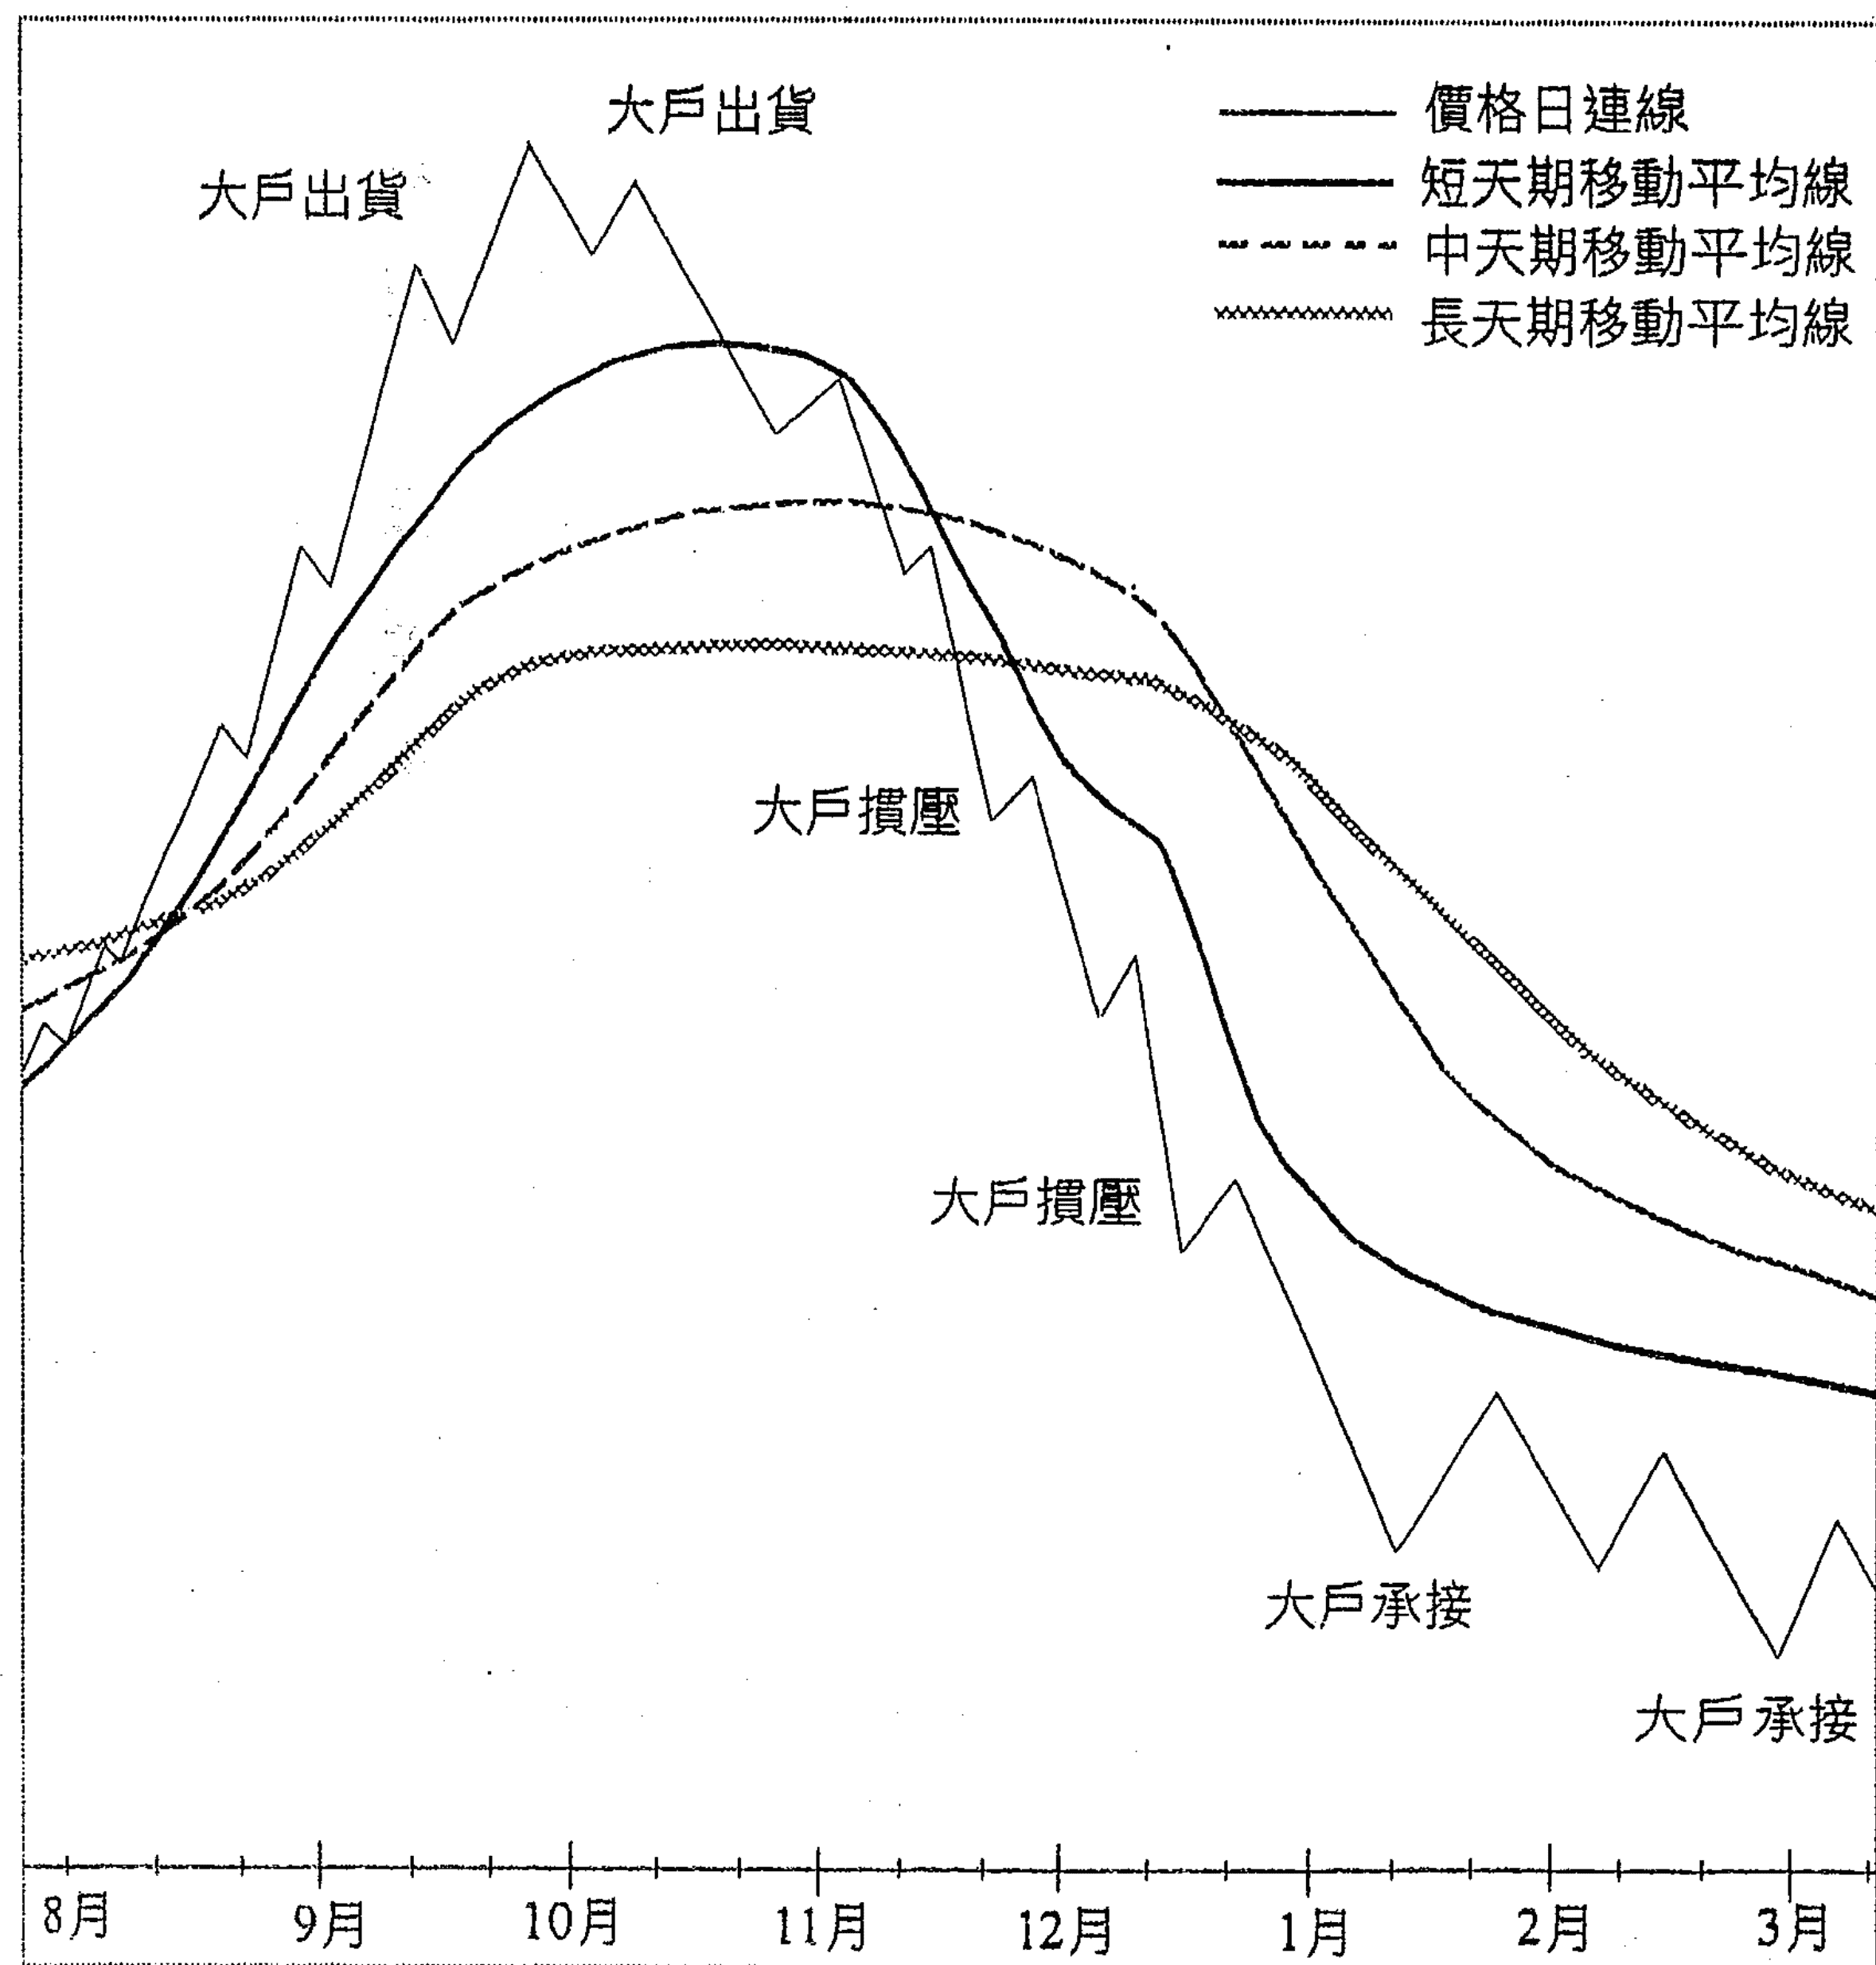 大戶出貨
大戶出貨
價格日連線
短天期移動平均線
中天期移動平均線
長天期移動平均線
大戶摜壓
大戶摜壓
大戶承接
大戶承接
8月 9月 10月 11月 12月 1月 2月 3月